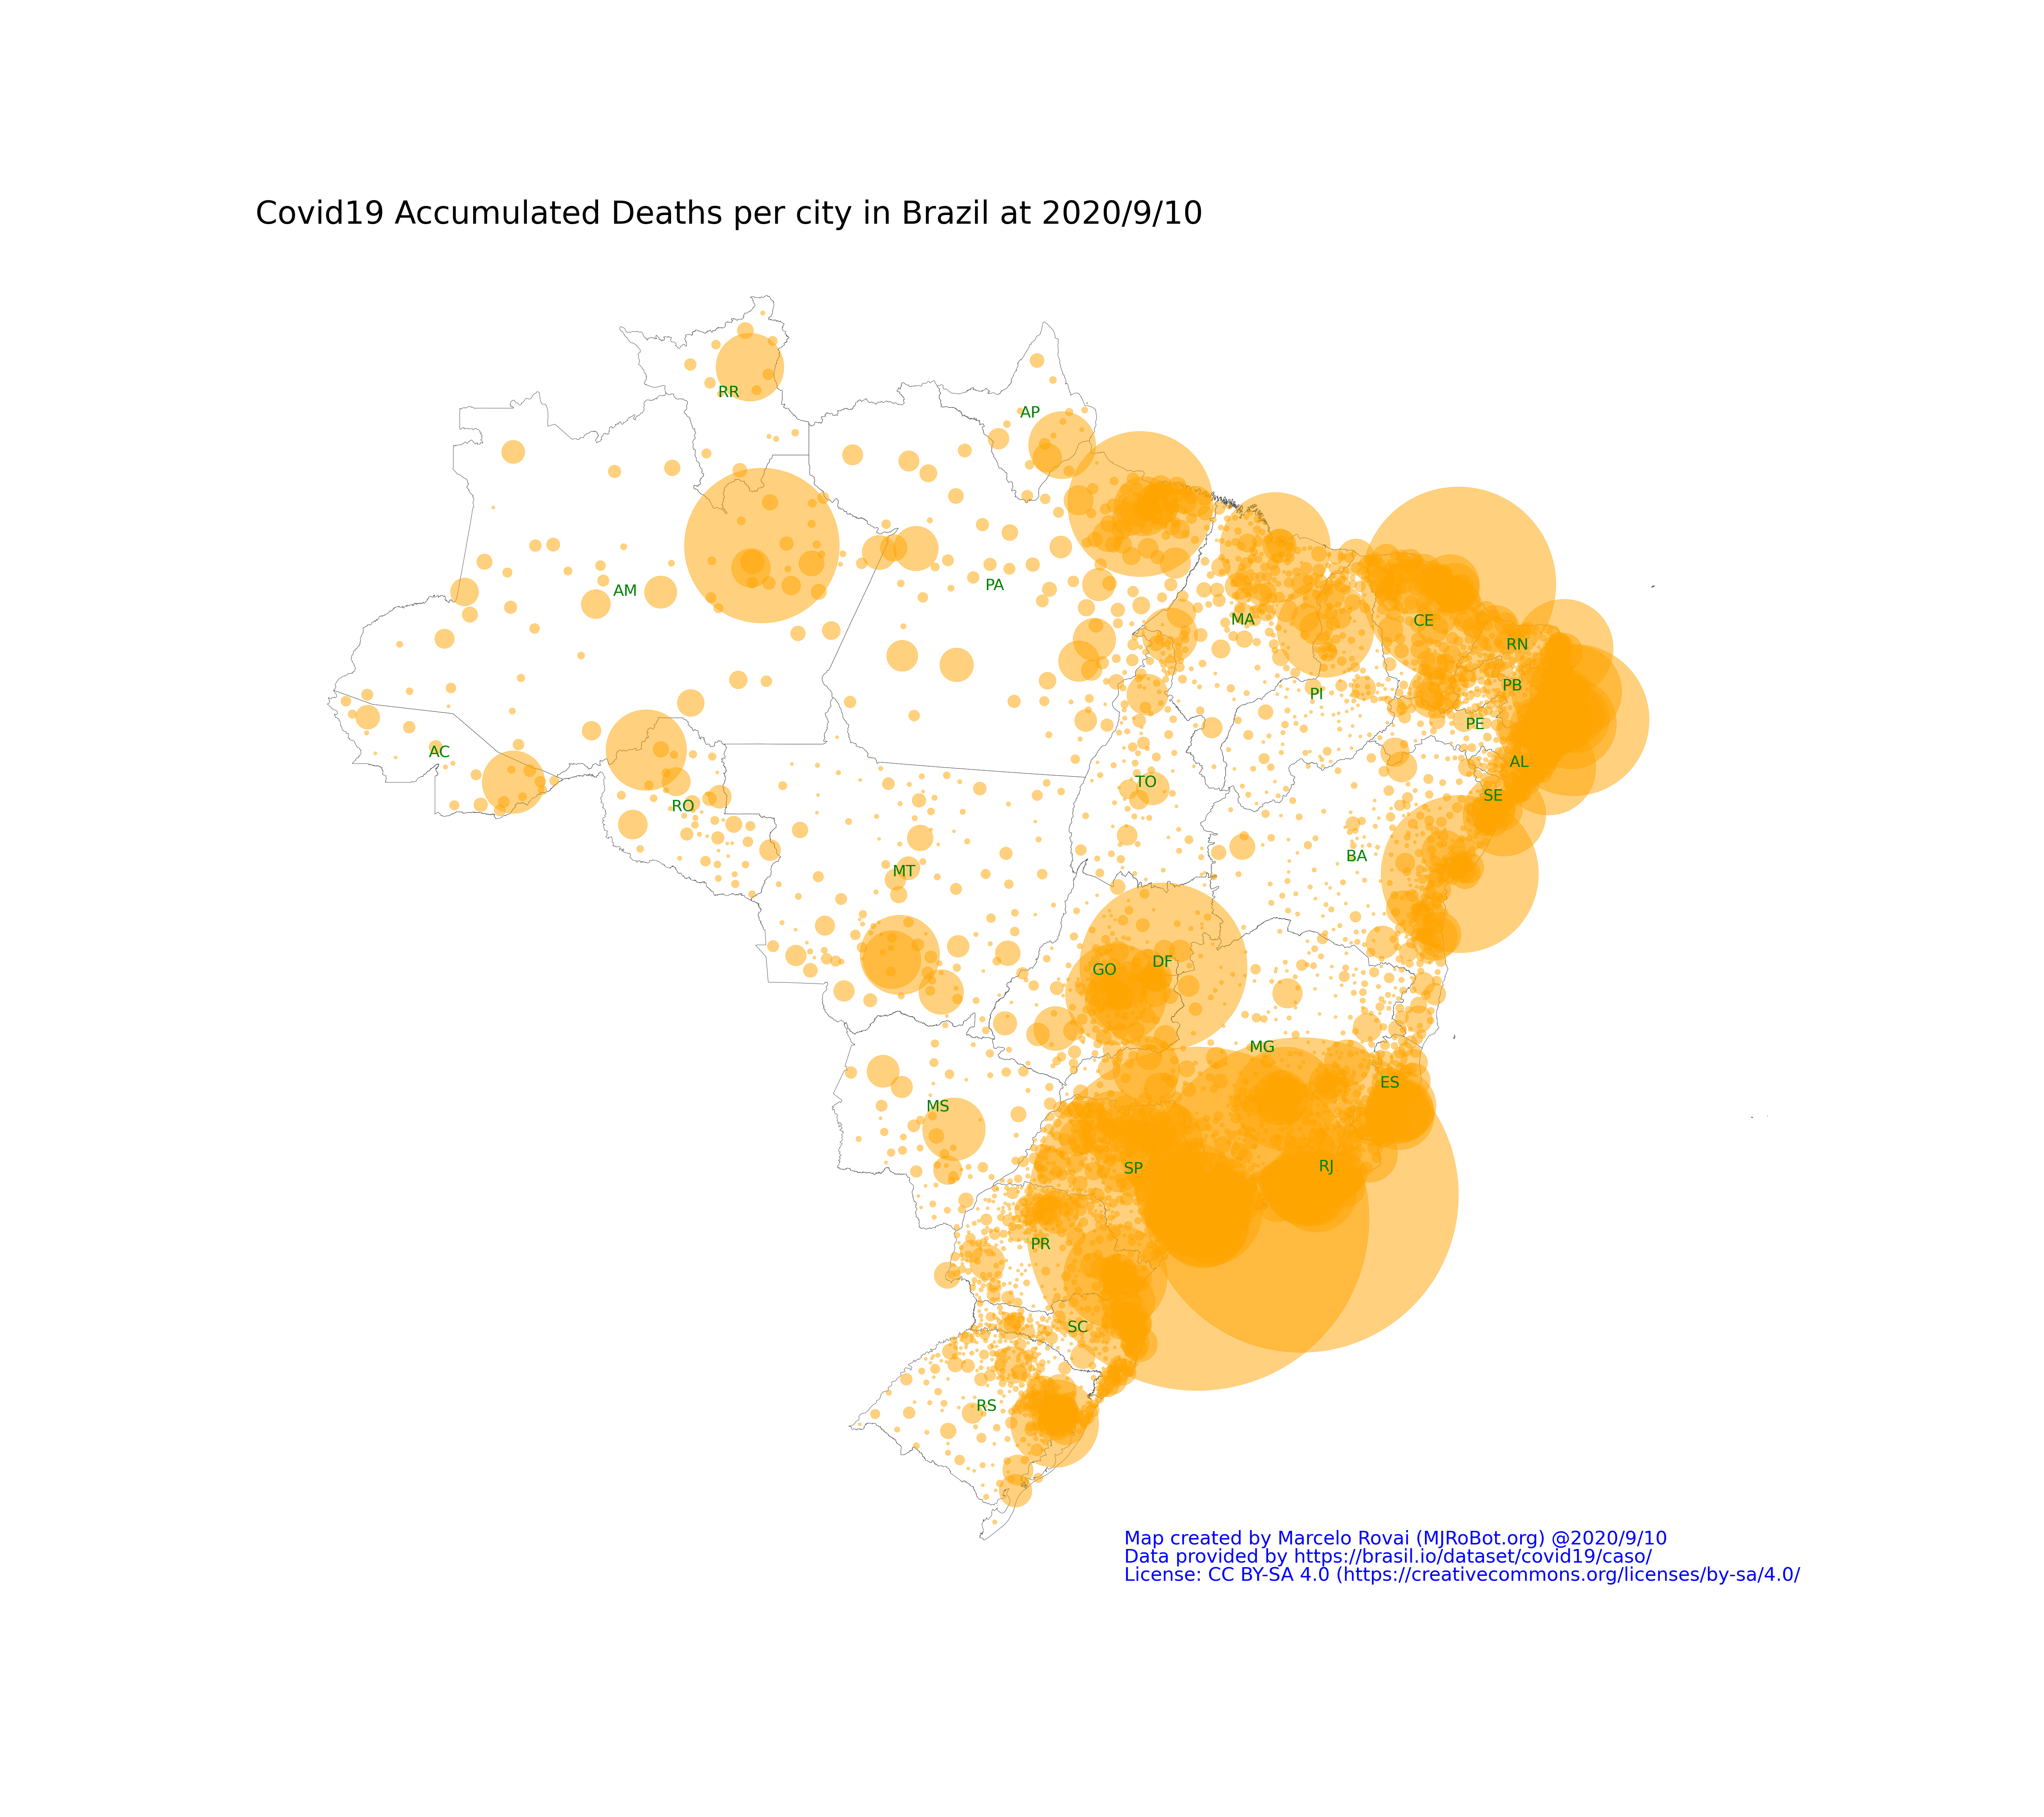 Covid19 Accumulated Deaths per city in Brazil at 2020/9/10
RR
AP
AM
PA
MA
CE
RN
PI
PB
PE
AC
AL
TO
SE
RO
BA
MT
DF
GO
MG
ES
MS
RJ
SP
PR
SC
RS
Map created by Marcelo Rovai (MJRoBot.org) @2020/9/10
Data provided by https://brasil.io/dataset/covid19/caso/
License: CC BY-SA 4.0 (https://creativecommons.org/licenses/by-sa/4.0/